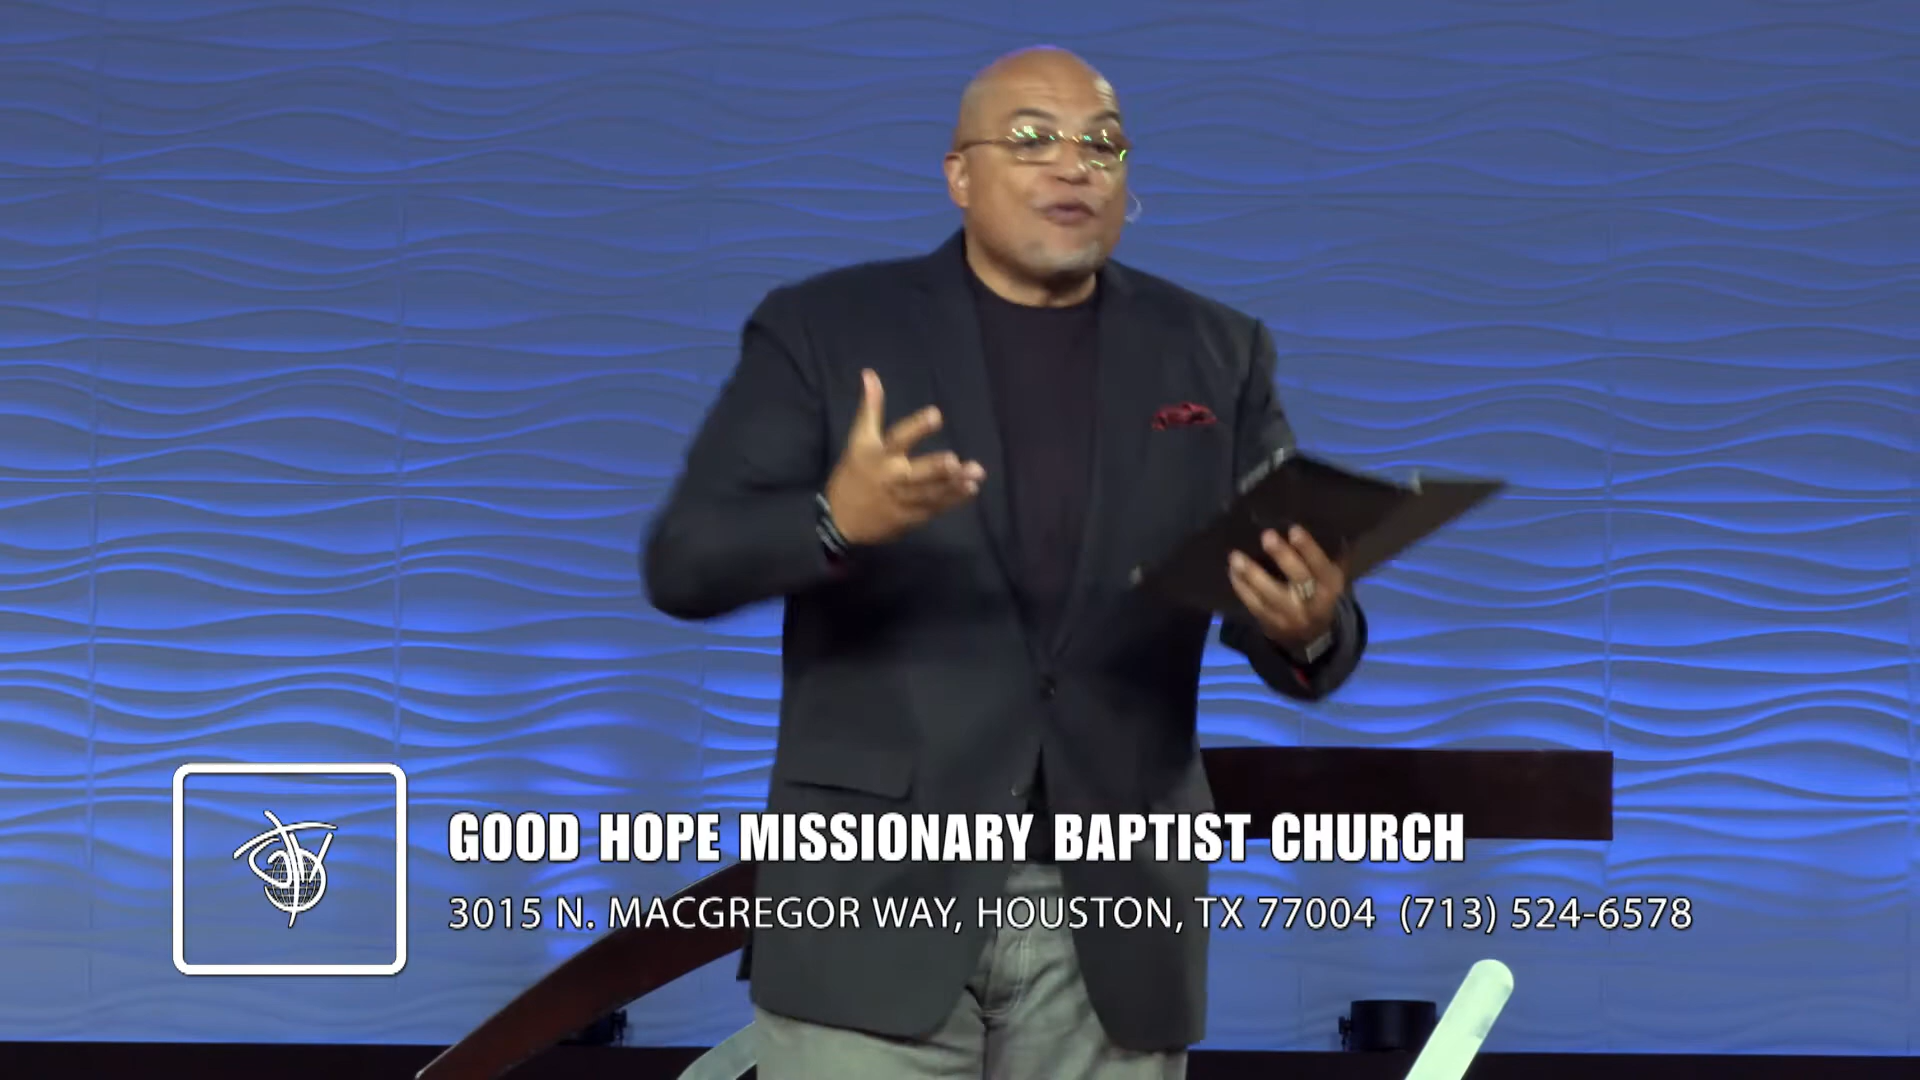 GOOD HOPE MISSIONARY BAPTIST CHURCH
3015 N. MACGREGOR WAY, HOUSTON, TX 77004 (713) 524-6578